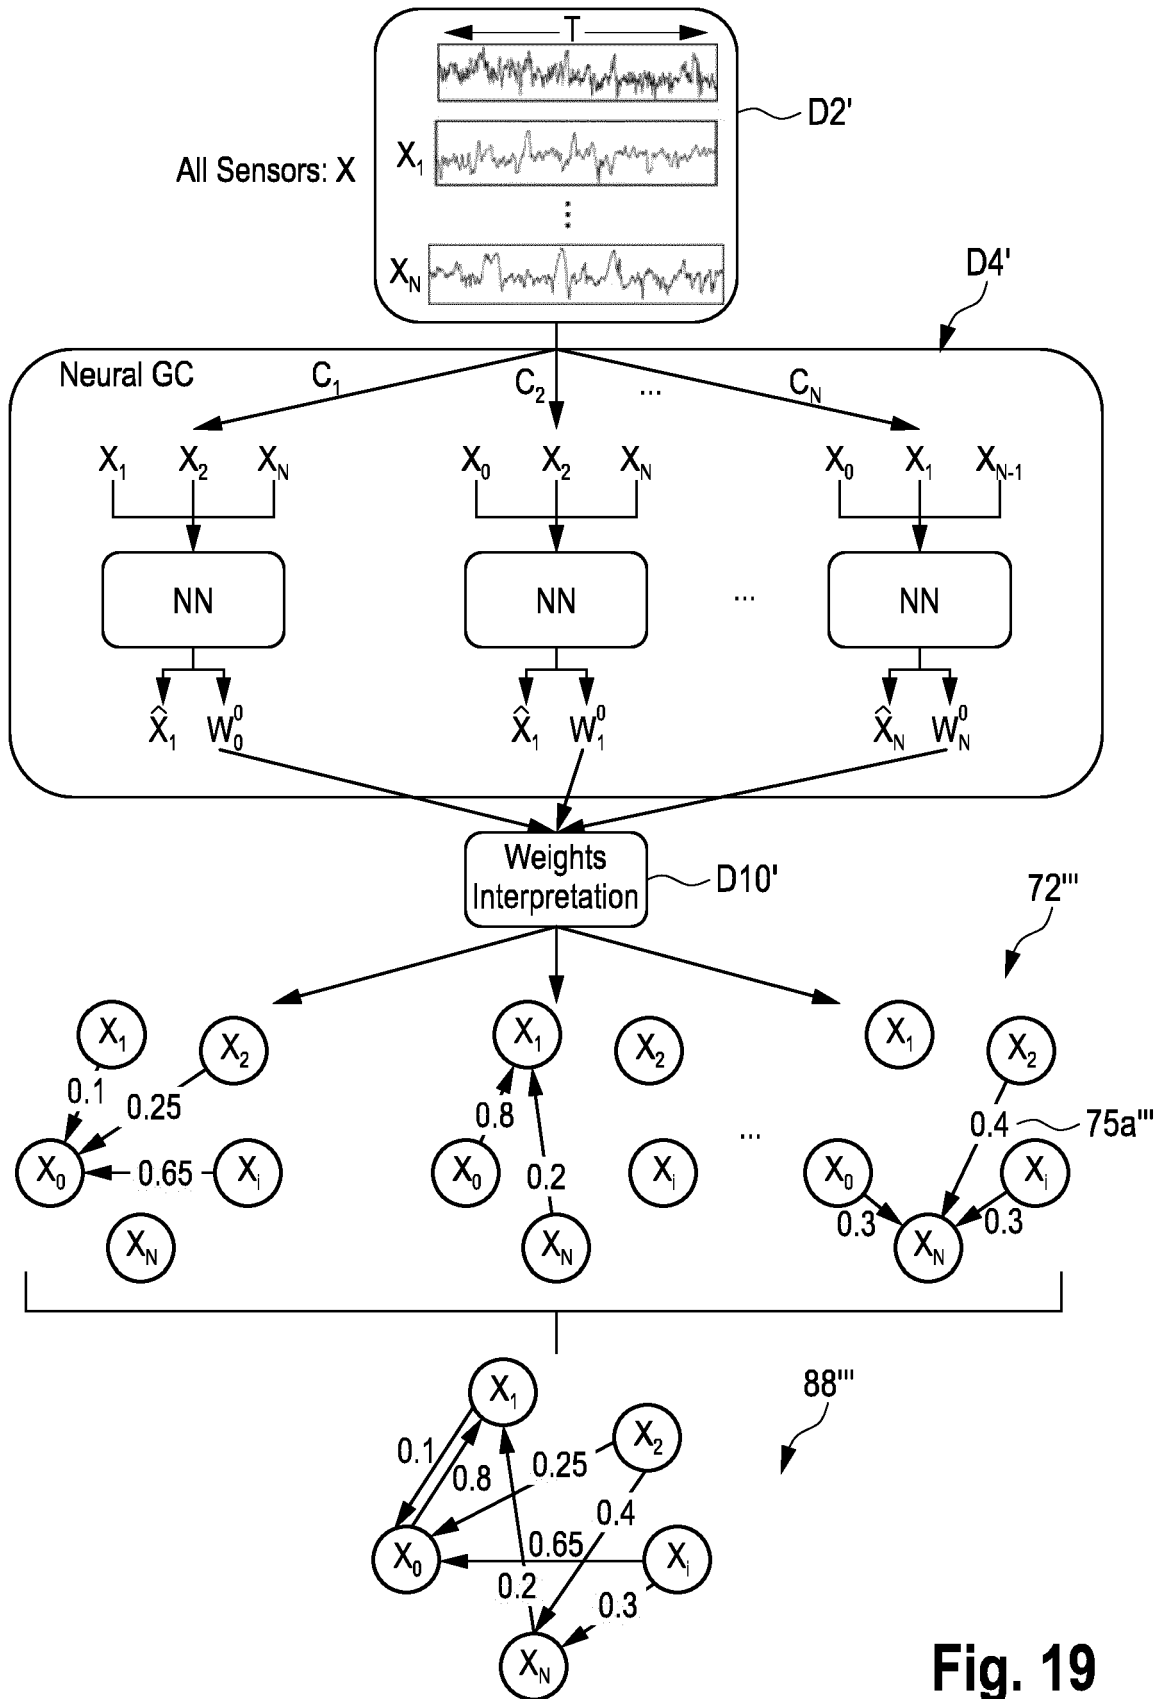 T
D2'
X1
All Sensors: X
⋮
XN
D4'
Neural GC
C1 C2 ... CN
X1 X2 XN X0 X2 XN X0 X1 XN-1
NN NN ... NN
X̂1 W00 X̂1 W01 X̂N W0N
Weights
Interpretation
D10'
72'''
X1 X2 X1 X2 X1 X2
0.1 0.25 0.8 0.4 75a'''
...
X0 0.65 Xi X0 0.2 Xi X0 Xi
0.3 0.3
XN XN XN
88'''
X1
X2
0.1 0.8 0.25
0.4
X0 0.65 Xi
0.2 0.3
XN
Fig. 19